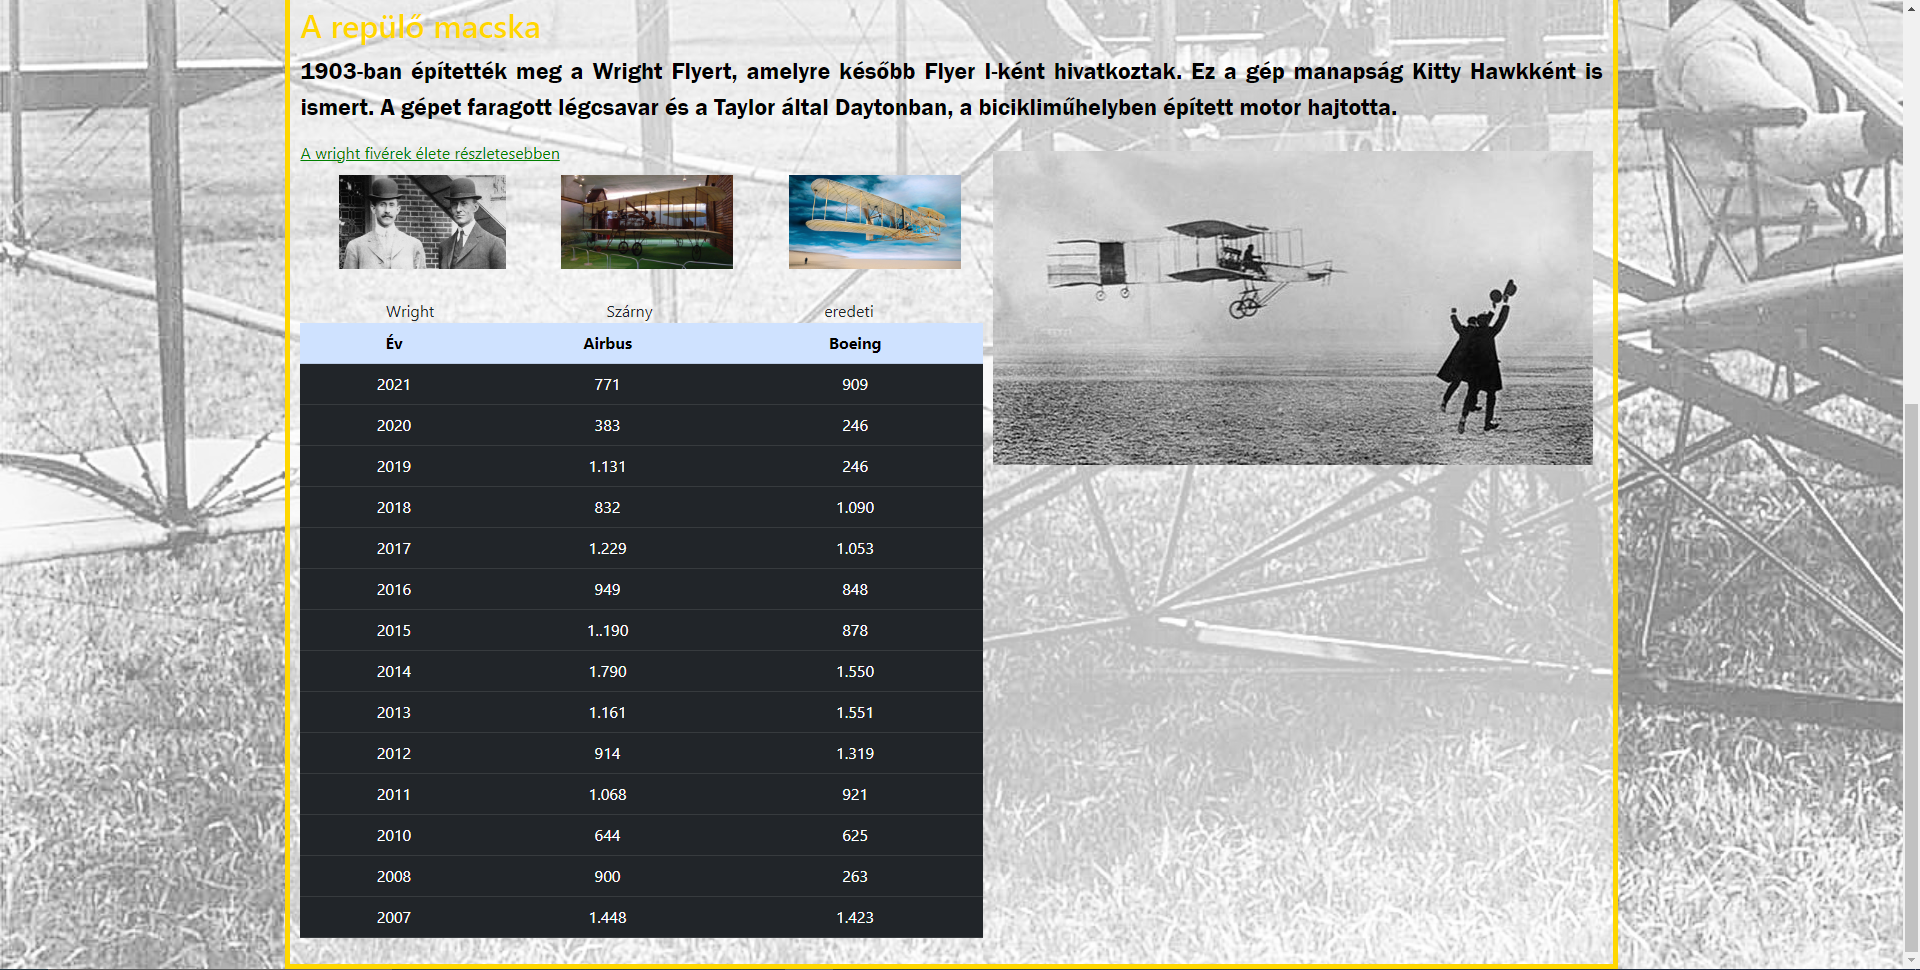 A repülő macska
1903-ban építették meg a Wright Flyert, amelyre később Flyer I-ként hivatkoztak. Ez a gép manapság Kitty Hawkként is
ismert. A gépet faragott légcsavar és a Taylor által Daytonban, a bicikliműhelyben épített motor hajtotta.
A wright fivérek élete részletesebben
Wright Szárny eredeti
Év Airbus Boeing
2021 771 909
2020 383 246
2019 1.131 246
2018 832 1.090
2017 1.229 1.053
2016 949 848
2015 1..190 878
2014 1.790 1.550
2013 1.161 1.551
2012 914 1.319
2011 1.068 921
2010 644 625
2008 900 263
2007 1.448 1.423